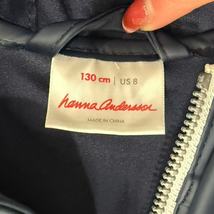 130 cm | US 8
hanna Andersson
MADE IN CHINA